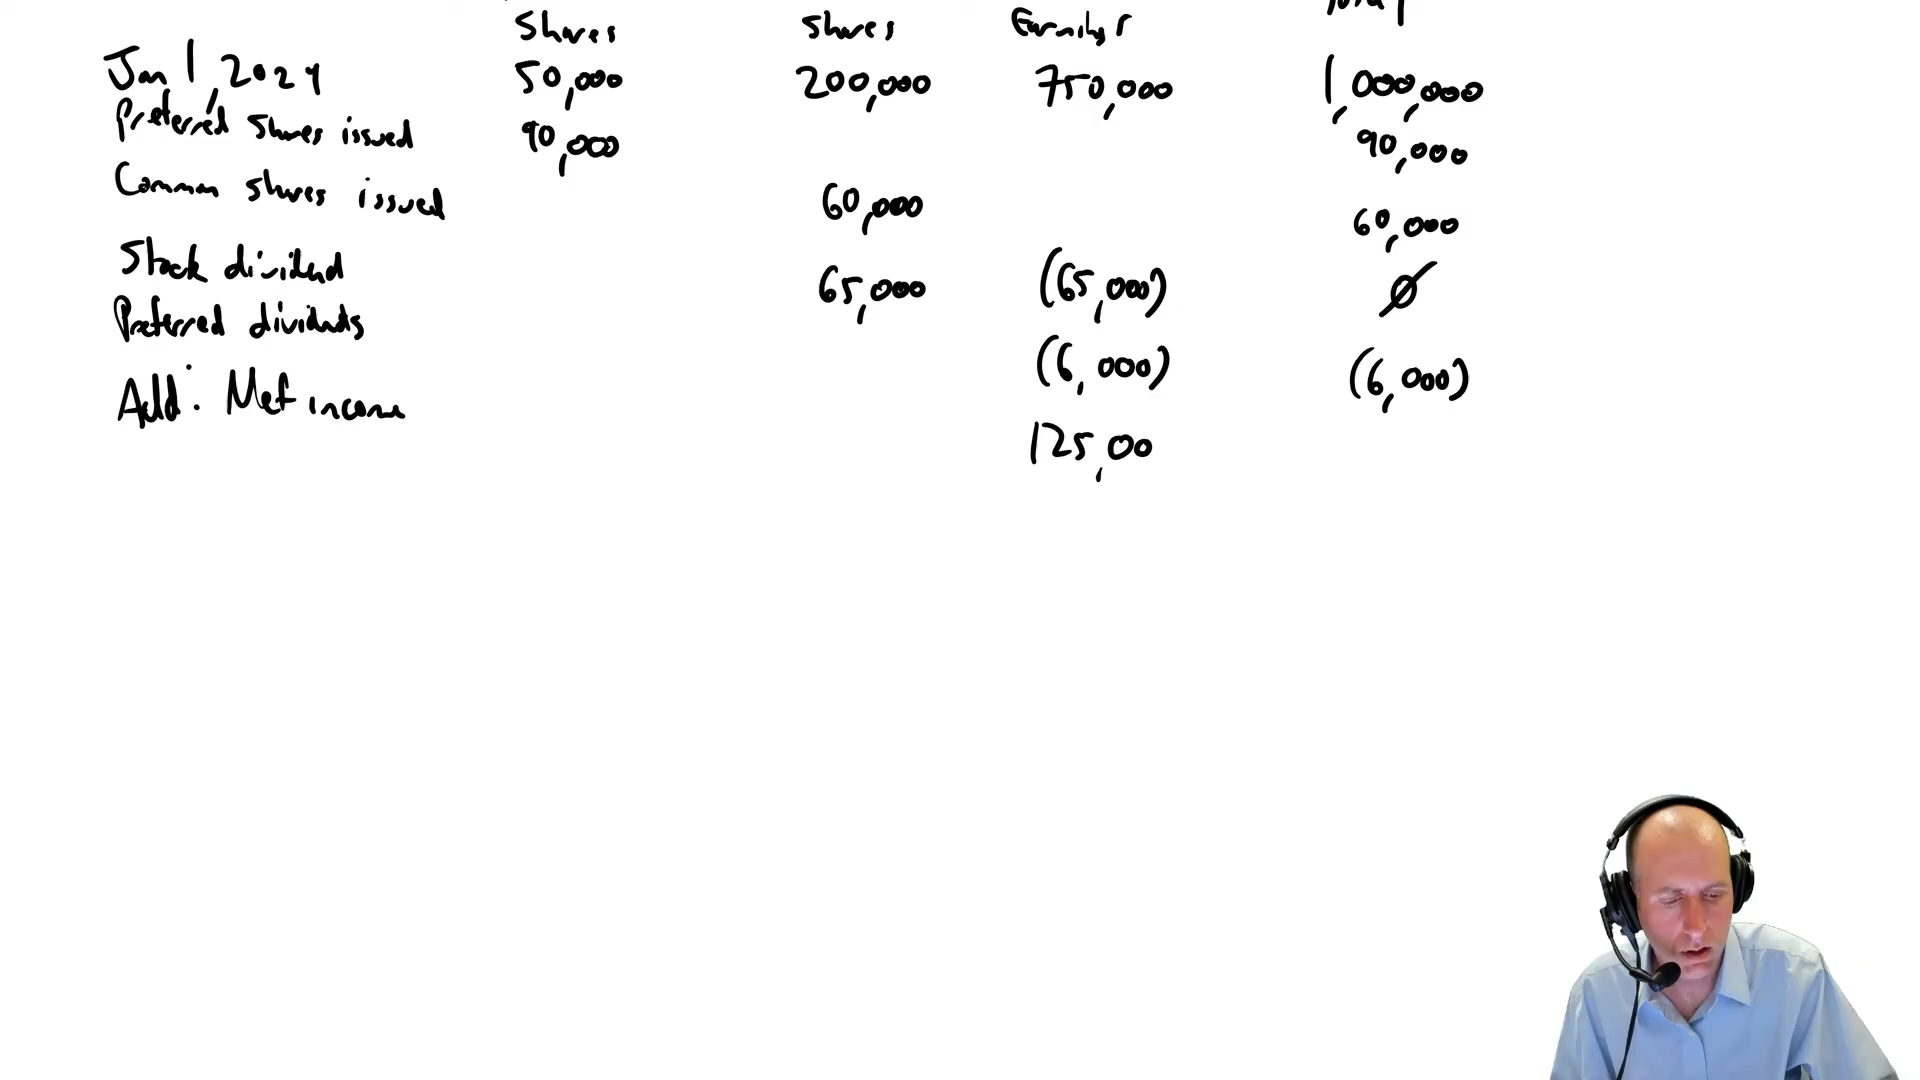 Total
Shares Shares Earnings
Jan 1, 2024 50,000 200,000 750,000 1,000,000
Preferred shares issued 90,000 90,000
Common shares issued 60,000 60,000
Stock dividend 65,000 (65,000) Ø
Preferred dividends (6,000) (6,000)
Add: Net income 125,00